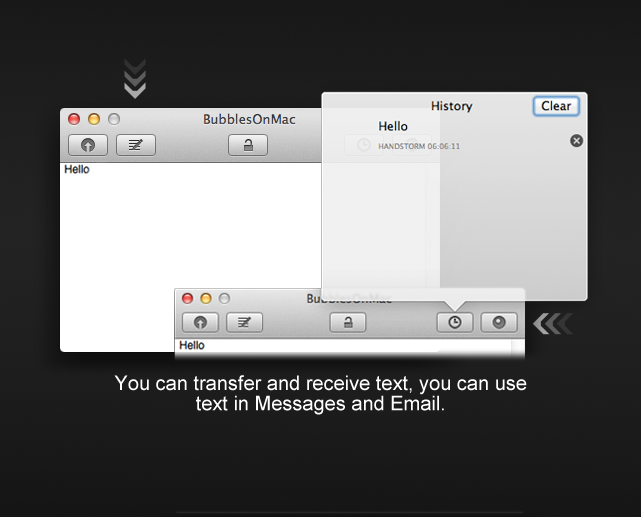 BubblesOnMac
Hello
History
Clear
Hello
HANDSTORM 06:06:11
BubblesOnMac
Hello
You can transfer and receive text, you can use
text in Messages and Email.